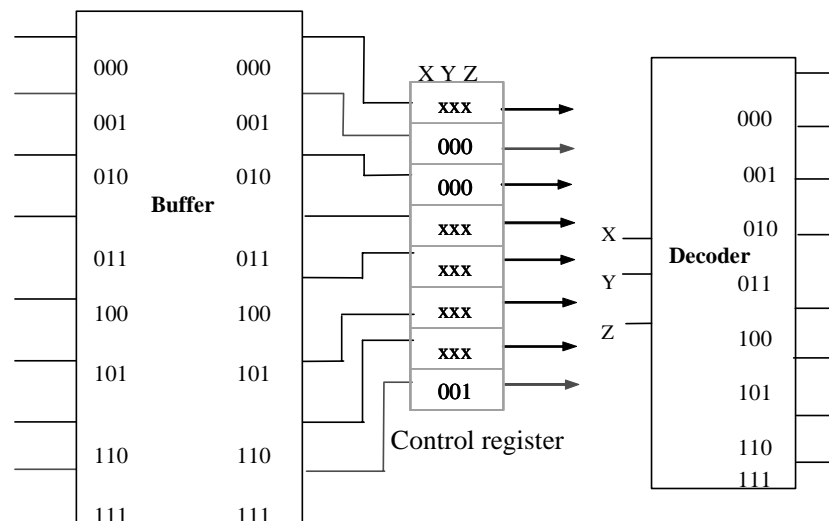 000 000
001 001
010 010
Buffer
011 011
100 100
101 101
110 110
111 111
X Y Z
xxx
000
000
xxx
xxx
xxx
xxx
001
Control register
X
Y
Z
Decoder
000
001
010
011
100
101
110
111